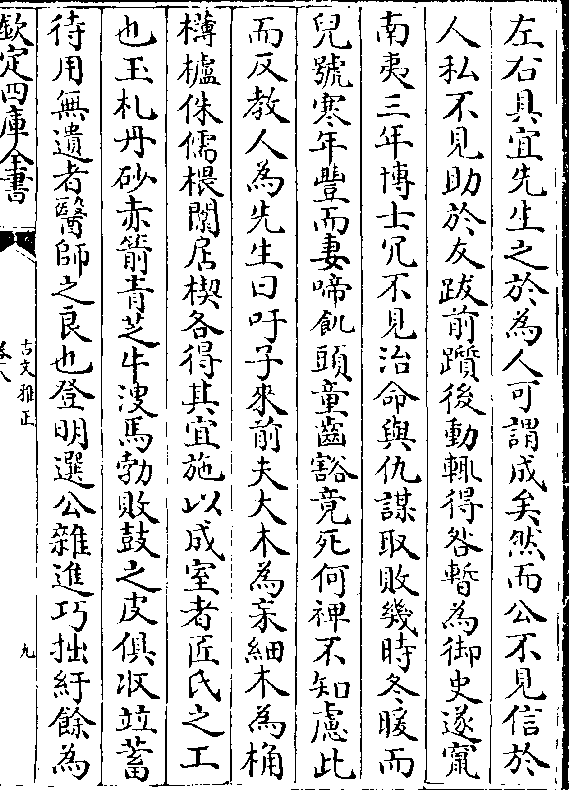 左右具宜先生之於為人可謂成矣然而公不見信於
人私不見助於友跋前躓後動輒得咎暫為御史遂竄
南夷三年博士冗不見治命與仇謀取敗幾時冬暖而
兒號寒年豐而妻啼飢頭童齒豁竟死何裨不知慮此
而反教人為先生曰吁子來前夫大木為杗細木為桷
欂櫨侏儒椳闑扂楔各得其宜施以成室者匠氏之工
也玉札丹砂赤箭青芝牛溲馬勃敗鼓之皮俱收竝蓄
待用無遺者醫師之良也登明選公雜進巧拙紆餘為
欽定四庫全書
古文雅正
卷八
九